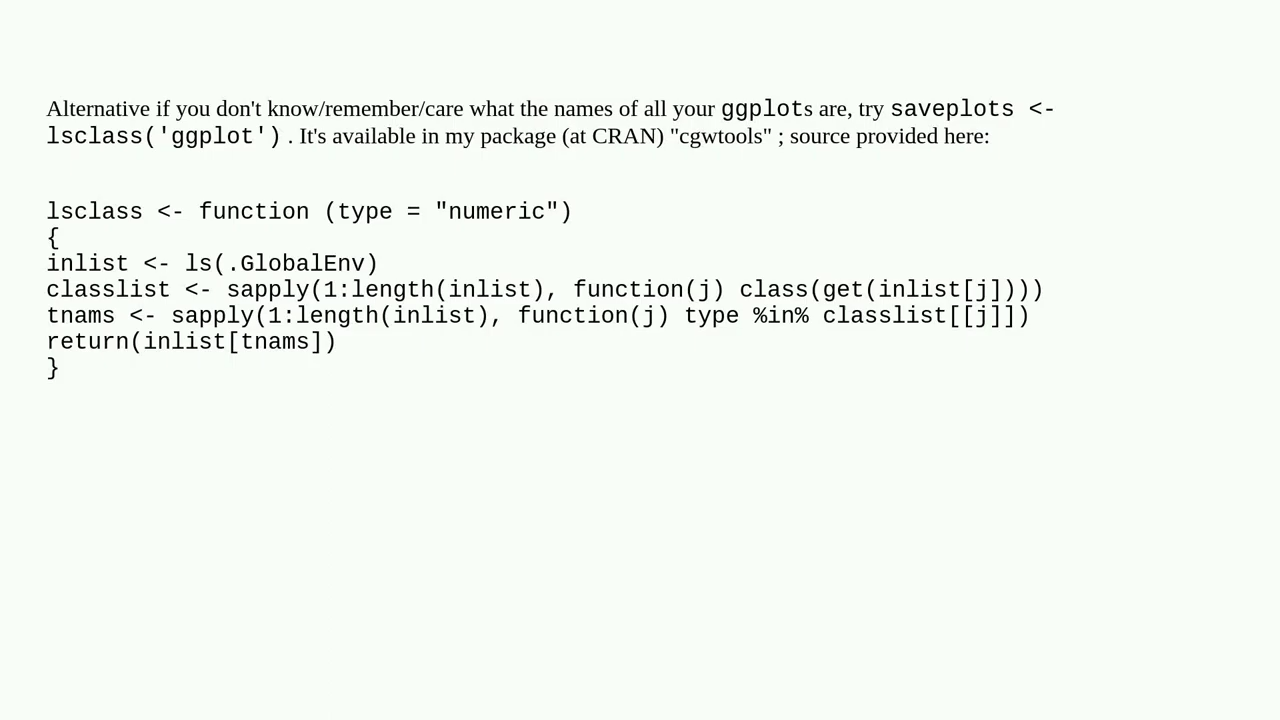 Alternative if you don't know/remember/care what the names of all your ggplots are, try saveplots <-
lsclass('ggplot') . It's available in my package (at CRAN) "cgwtools" ; source provided here:
lsclass <- function (type = "numeric")
{
inlist <- ls(.GlobalEnv)
classlist <- sapply(1:length(inlist), function(j) class(get(inlist[j])))
tnams <- sapply(1:length(inlist), function(j) type %in% classlist[[j]])
return(inlist[tnams])
}